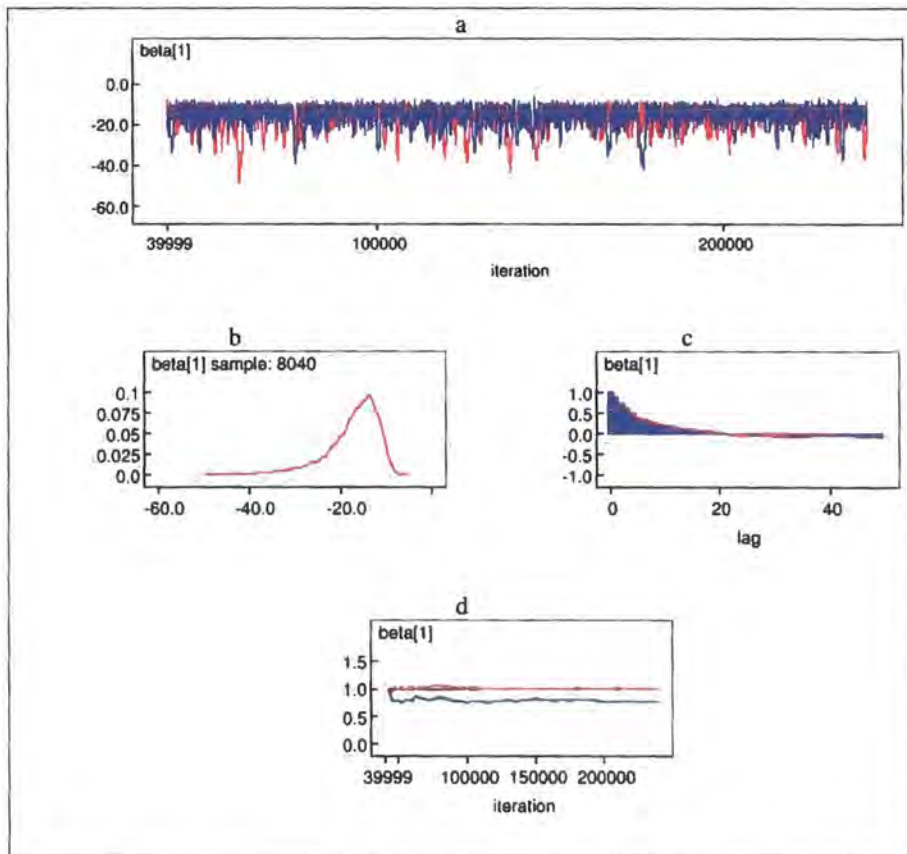 a
beta[1]
0.0
-20.0
-40.0
-60.0
39999 100000 200000
iteration
b
beta[1] sample: 8040
0.1
0.075
0.05
0.025
0.0
-60.0 -40.0 -20.0
c
beta[1]
1.0
0.5
0.0
-0.5
-1.0
0 20 40
lag
d
beta[1]
1.5
1.0
0.5
0.0
39999 100000 150000 200000
iteration